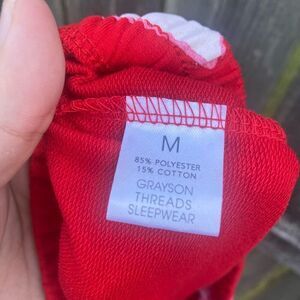 M
85% POLYESTER
15% COTTON
GRAYSON
THREADS
SLEEPWEAR